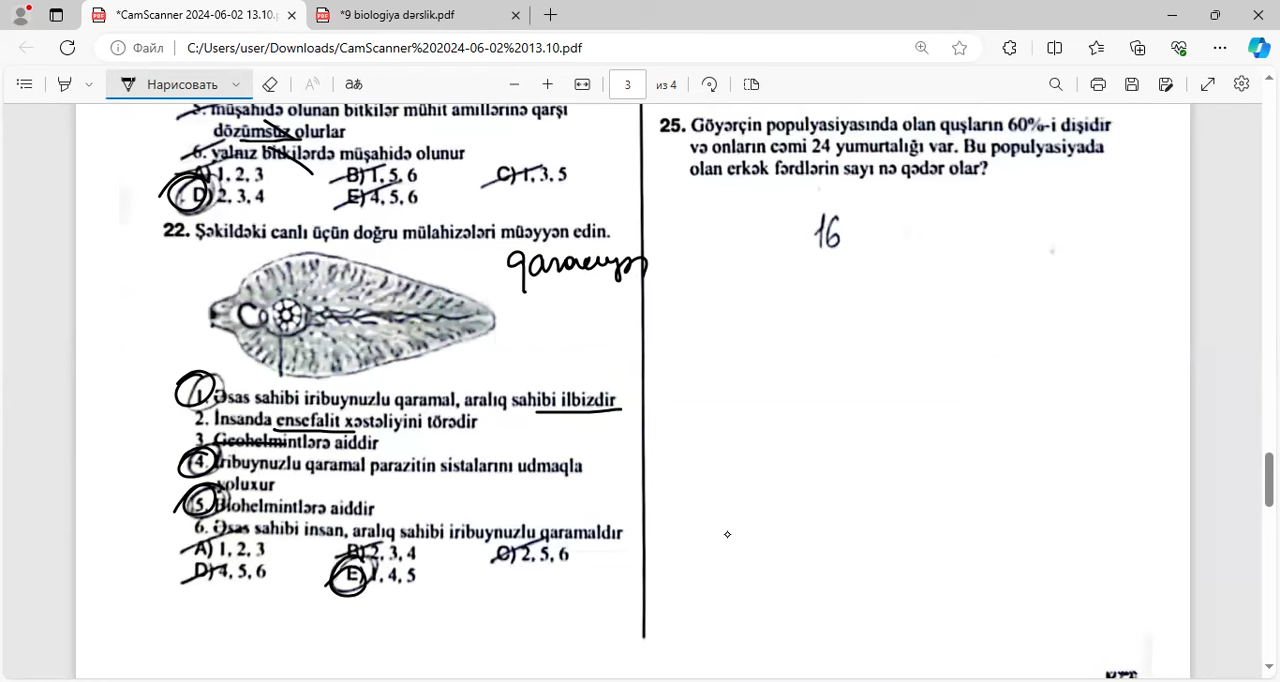 *CamScanner 2024-06-02 13.10.
*9 biologiya dərslik.pdf
Файл C:/Users/user/Downloads/CamScanner%202024-06-02%2013.10.pdf
Нарисовать
3 из 4
5. müşahidə olunan bitkilər mühit amillərinə qarşı
dözümsüz olurlar
6. yalnız bitkilərdə müşahidə olunur
A) 1, 2, 3 B) 1, 5, 6 C) 1, 3, 5
D) 2, 3, 4 E) 4, 5, 6
22. Şəkildəki canlı üçün doğru mülahizələri müəyyən edin.
1. Əsas sahibi iribuynuzlu qaramal, aralıq sahibi ilbizdir
2. İnsanda ensefalit xəstəliyini törədir
3. Geohelmintlərə aiddir
4. İribuynuzlu qaramal parazitin sistalarını udmaqla
yoluxur
5. Biohelmintlərə aiddir
6. Əsas sahibi insan, aralıq sahibi iribuynuzlu qaramaldır
A) 1, 2, 3 B) 2, 3, 4 C) 2, 5, 6
D) 4, 5, 6 E) 1, 4, 5
25. Göyərçin populyasiyasında olan quşların 60%-i dişidir
və onların cəmi 24 yumurtalığı var. Bu populyasiyada
olan erkək fərdlərin sayı nə qədər olar?
16